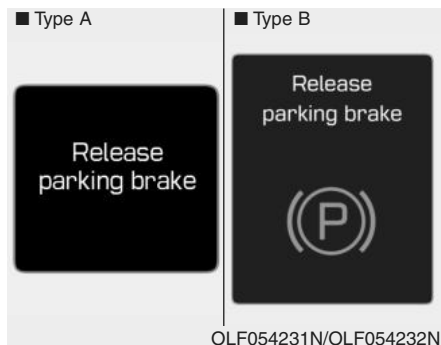 ■ Type A
Release
parking brake
■ Type B
Release
parking brake
P
OLF054231N/OLF054232N